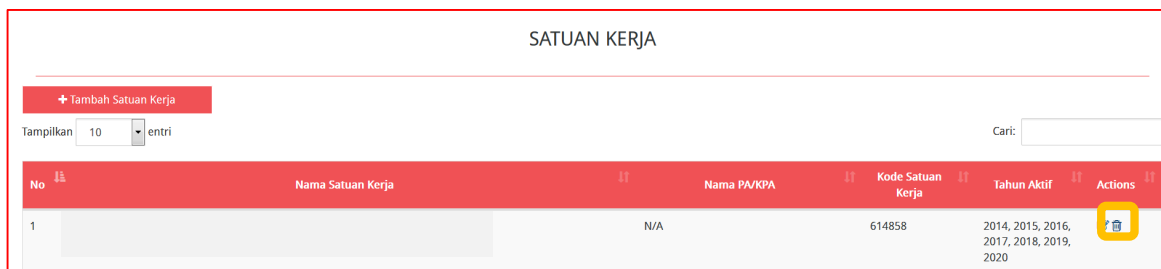 SATUAN KERJA
+ Tambah Satuan Kerja
Tampilkan 10 entri
Cari:
No Nama Satuan Kerja Nama PA/KPA Kode Satuan Kerja Tahun Aktif Actions
1 N/A 614858 2014, 2015, 2016,
2017, 2018, 2019,
2020